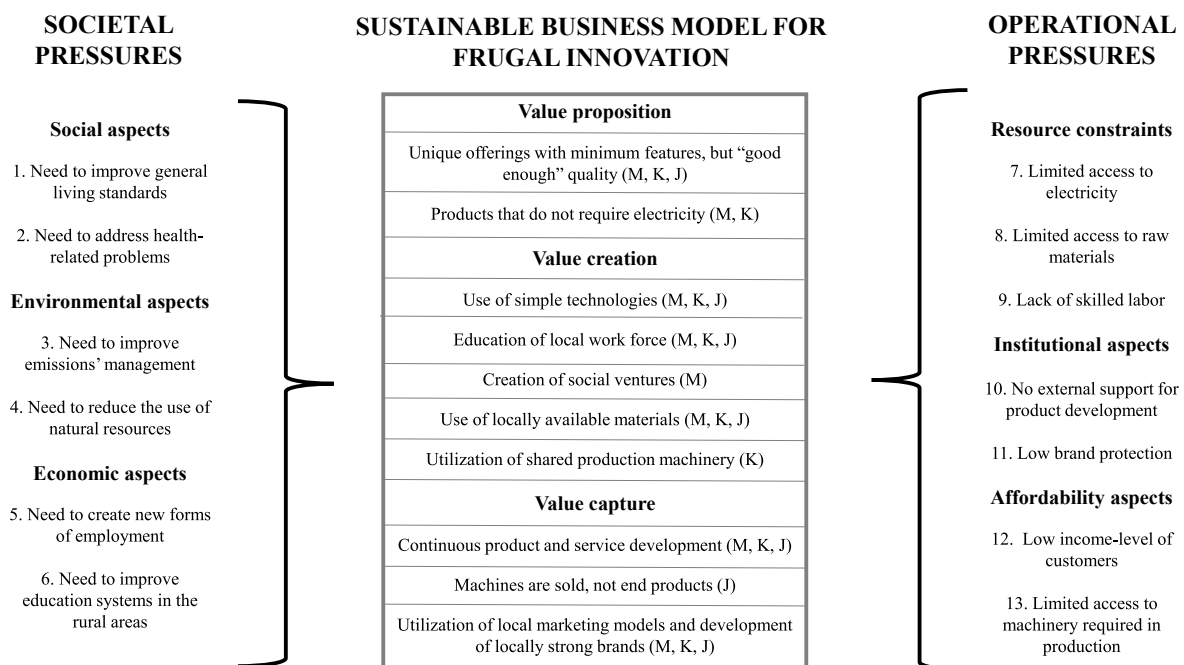 SOCIETAL
PRESSURES
Social aspects
1. Need to improve general
living standards
2. Need to address health-
related problems
Environmental aspects
3. Need to improve
emissions’ management
4. Need to reduce the use of
natural resources
Economic aspects
5. Need to create new forms
of employment
6. Need to improve
education systems in the
rural areas
SUSTAINABLE BUSINESS MODEL FOR
FRUGAL INNOVATION
Value proposition
Unique offerings with minimum features, but “good
enough” quality (M, K, J)
Products that do not require electricity (M, K)
Value creation
Use of simple technologies (M, K, J)
Education of local work force (M, K, J)
Creation of social ventures (M)
Use of locally available materials (M, K, J)
Utilization of shared production machinery (K)
Value capture
Continuous product and service development (M, K, J)
Machines are sold, not end products (J)
Utilization of local marketing models and development
of locally strong brands (M, K, J)
OPERATIONAL
PRESSURES
Resource constraints
7. Limited access to
electricity
8. Limited access to raw
materials
9. Lack of skilled labor
Institutional aspects
10. No external support for
product development
11. Low brand protection
Affordability aspects
12. Low income-level of
customers
13. Limited access to
machinery required in
production